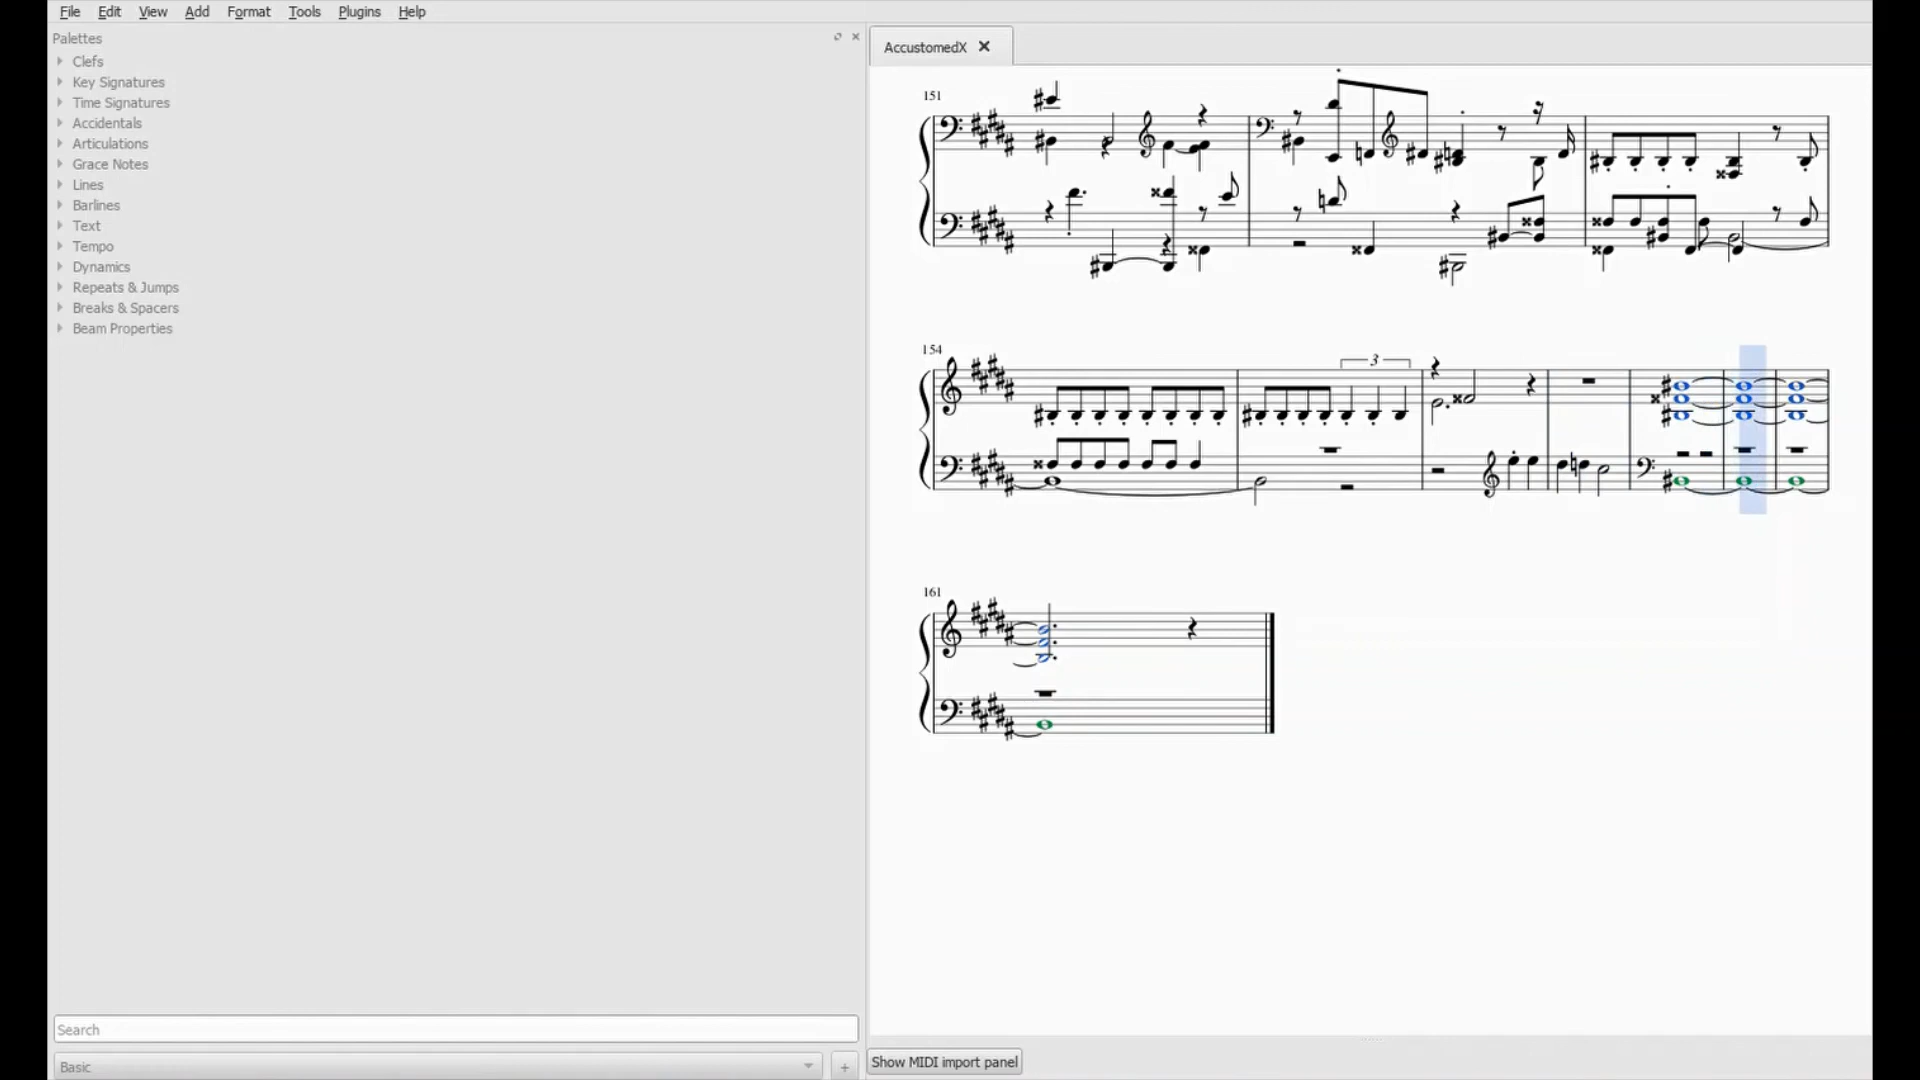 File Edit View Add Format Tools Plugins Help
Palettes
Clefs
Key Signatures
Time Signatures
Accidentals
Articulations
Grace Notes
Lines
Barlines
Text
Tempo
Dynamics
Repeats & Jumps
Breaks & Spacers
Beam Properties
Search
Basic
+
AccustomedX
151
154
3
161
Show MIDI import panel